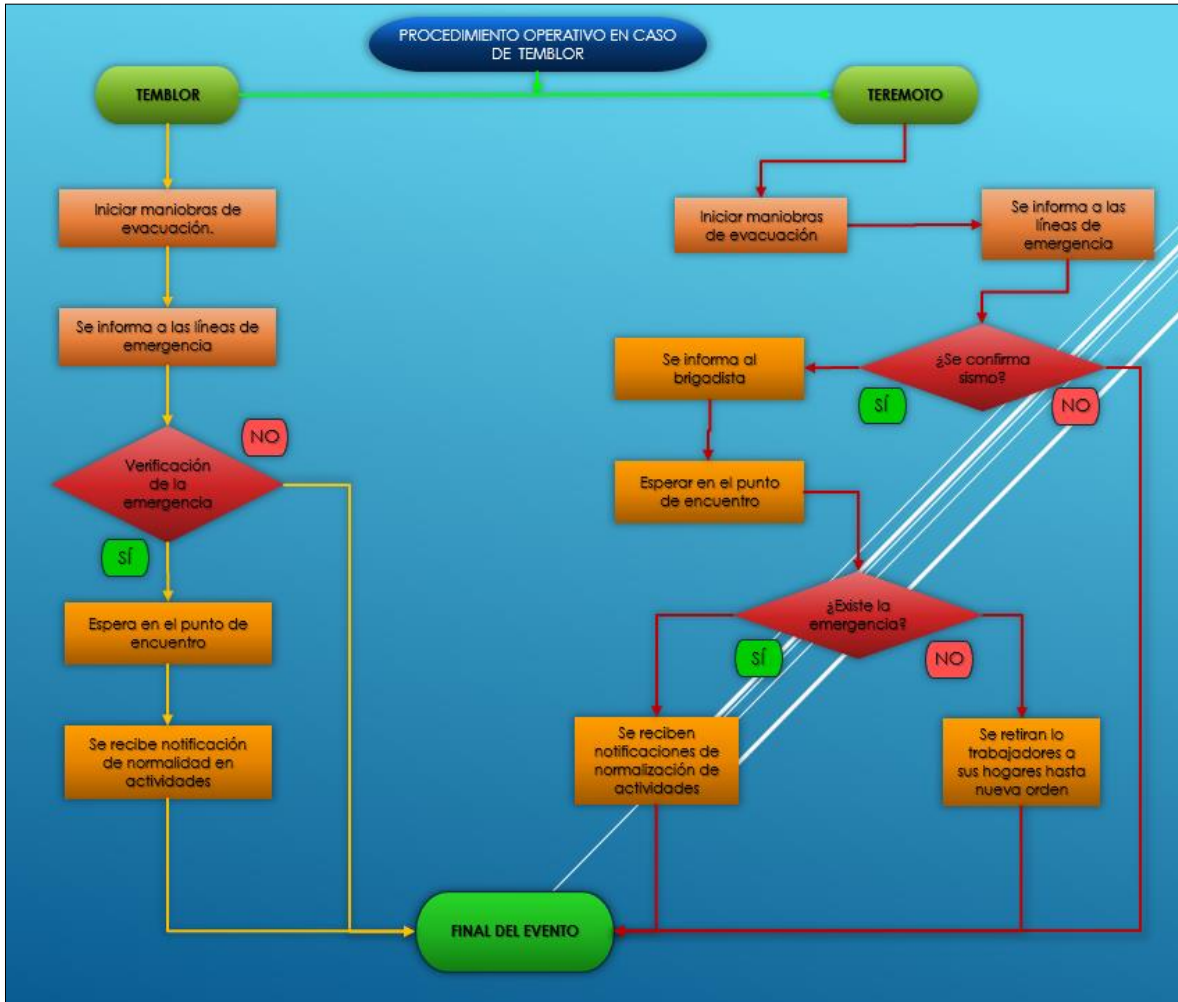 PROCEDIMIENTO OPERATIVO EN CASO
DE TEMBLOR
TEMBLOR
TEREMOTO
Iniciar maniobras de
evacuación.
Se informa a las líneas de
emergencia
NO
Verificación
de la
emergencia
SÍ
Espera en el punto de
encuentro
Se recibe notificación
de normalidad en
actividades
Iniciar maniobras
de evacuación
Se informa a las
líneas de
emergencia
¿Se confirma
sismo?
SÍ
NO
Se informa al
brigadista
Esperar en el punto
de encuentro
¿Existe la
emergencia?
SÍ
NO
Se reciben
notificaciones de
normalización de
actividades
Se retiran lo
trabajadores a
sus hogares hasta
nueva orden
FINAL DEL EVENTO